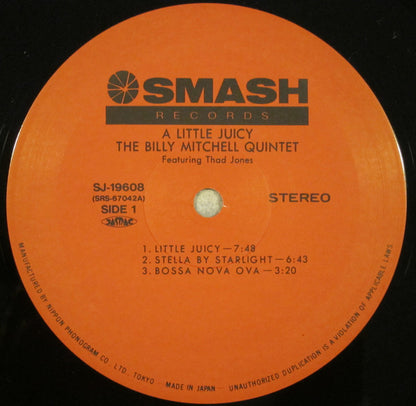 SMASH
RECORDS
A LITTLE JUICY
THE BILLY MITCHELL QUINTET
Featuring Thad Jones
SJ-19608
(SRS-67042A)
SIDE 1
STEREO
1. LITTLE JUICY—7:48
2. STELLA BY STARLIGHT—6:43
3. BOSSA NOVA OVA—3:20
MANUFACTURED BY NIPPON PHONOGRAM CO. LTD. TOKYO — MADE IN JAPAN — UNAUTHORIZED DUPLICATION IS A VIOLATION OF APPLICABLE LAWS.